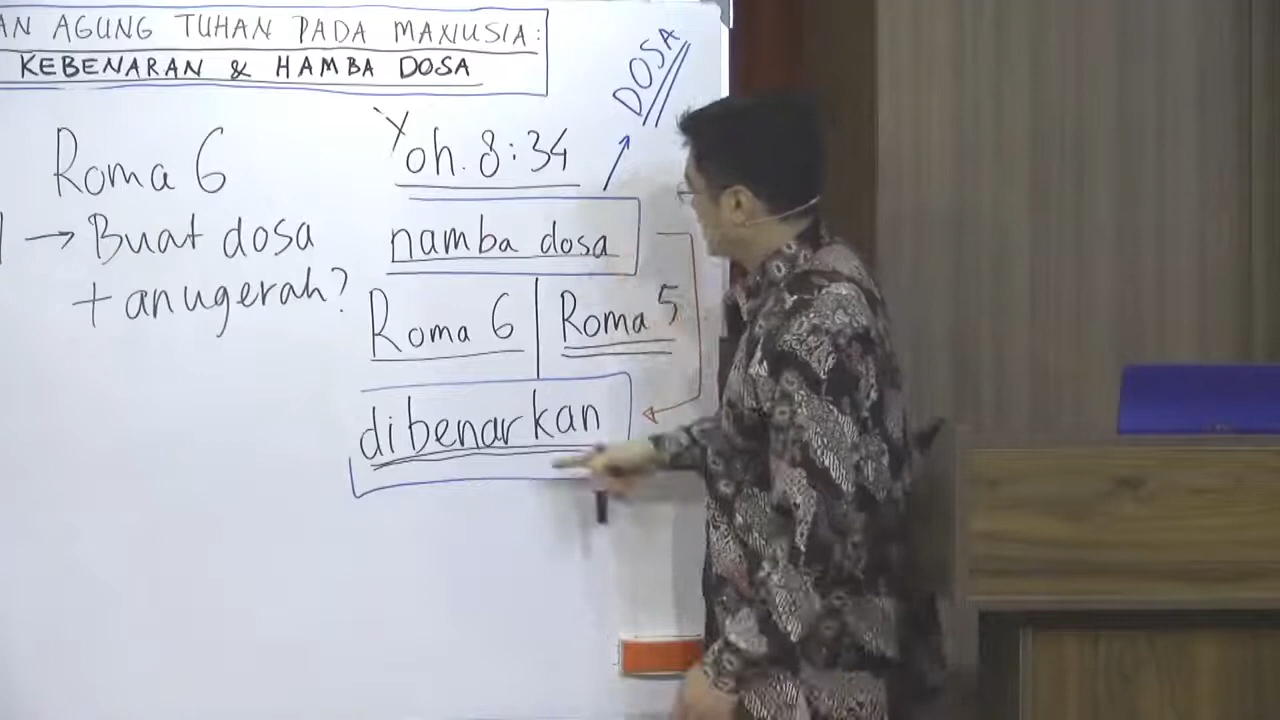 AN AGUNG TUHAN PADA MANUSIA:
KEBENARAN & HAMBA DOSA
DOSA
Roma 6
→ Buat dosa
+ anugerah?
Yoh. 8:34
hamba dosa
Roma 6
Roma 5
dibenarkan